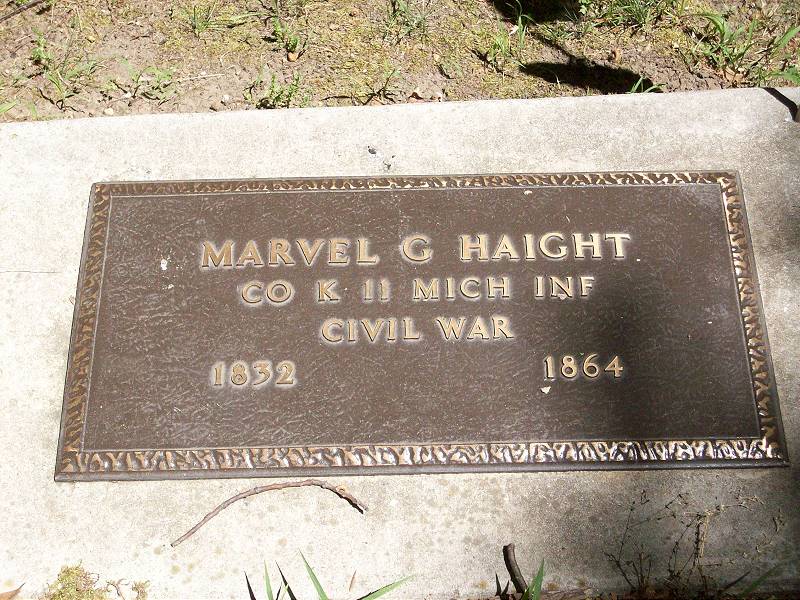 MARVEL G HAIGHT
CO K 11 MICH INF
CIVIL WAR
1832 1864